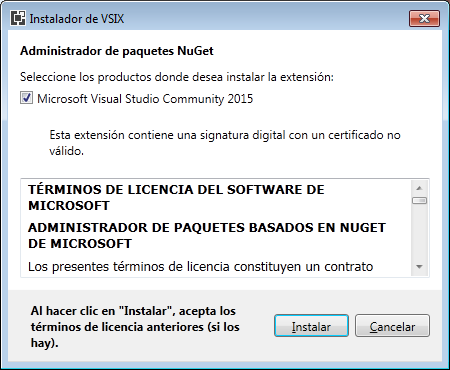 Instalador de VSIX
Administrador de paquetes NuGet
Seleccione los productos donde desea instalar la extensión:
Microsoft Visual Studio Community 2015
Esta extensión contiene una signatura digital con un certificado no
válido.
TÉRMINOS DE LICENCIA DEL SOFTWARE DE
MICROSOFT
ADMINISTRADOR DE PAQUETES BASADOS EN NUGET
DE MICROSOFT
Los presentes términos de licencia constituyen un contrato
Al hacer clic en "Instalar", acepta los
términos de licencia anteriores (si los
hay).
Instalar
Cancelar